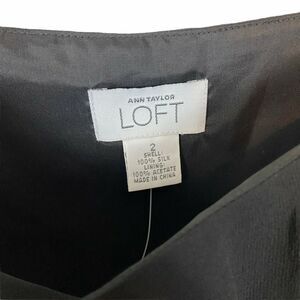 ANN TAYLOR
LOFT
2
SHELL:
100% SILK
LINING:
100% ACETATE
MADE IN CHINA